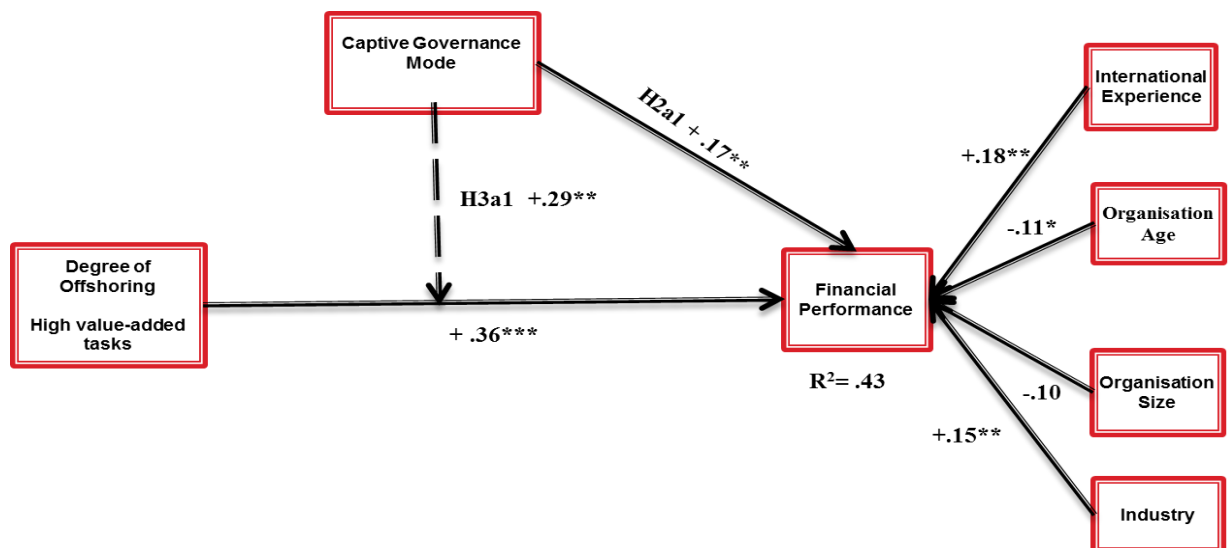 Captive Governance
Mode
H2a1 + .17**
H3a1 +.29**
Degree of
Offshoring
High value-added
tasks
+ .36***
Financial
Performance
R²= .43
International
Experience
+.18**
Organisation
Age
-.11*
Organisation
Size
-.10
+.15**
Industry